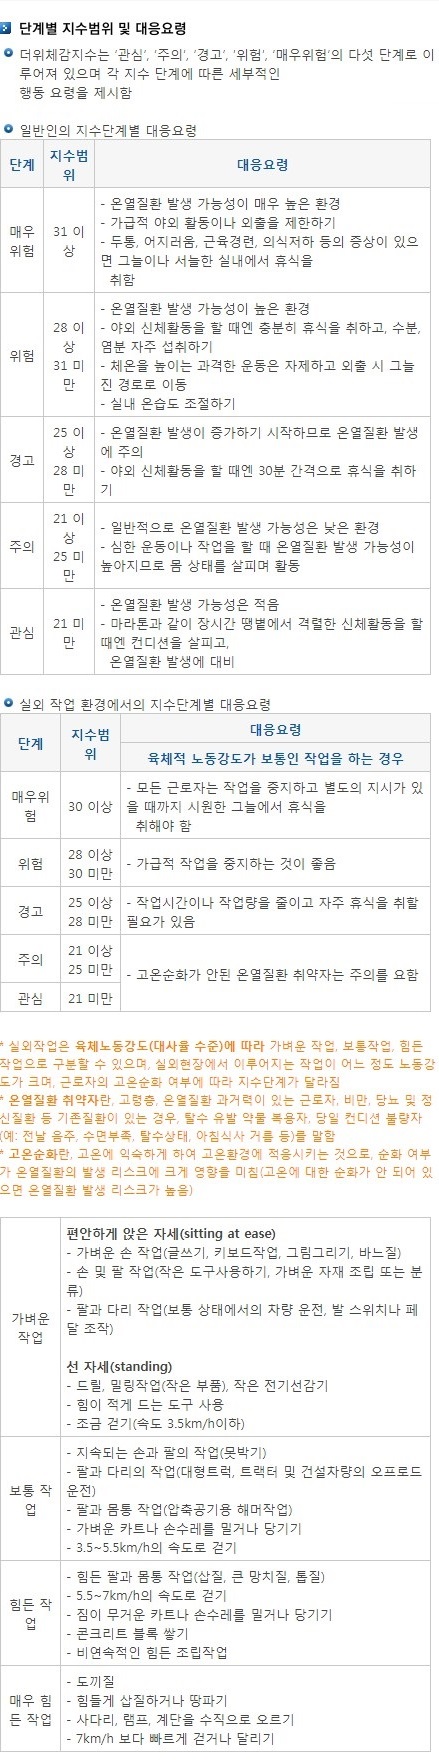 단계별 지수범위 및 대응요령
더위체감지수는 '관심', '주의', '경고', '위험', '매우위험'의 다섯 단계로 이
루어져 있으며 각 지수 단계에 따른 세부적인
행동 요령을 제시함
일반인의 지수단계별 대응요령
단계
지수범
위
대응요령
매우
위험
31 이
상
- 온열질환 발생 가능성이 매우 높은 환경
- 가급적 야외 활동이나 외출을 제한하기
- 두통, 어지러움, 근육경련, 의식저하 등의 증상이 있으
면 그늘이나 서늘한 실내에서 휴식을
취함
위험
28 이
상
31 미
만
- 온열질환 발생 가능성이 높은 환경
- 야외 신체활동을 할 때엔 충분히 휴식을 취하고, 수분,
염분 자주 섭취하기
- 체온을 높이는 과격한 운동은 자제하고 외출 시 그늘
진 경로로 이동
- 실내 온습도 조절하기
경고
25 이
상
28 미
만
- 온열질환 발생이 증가하기 시작하므로 온열질환 발생
에 주의
- 야외 신체활동을 할 때엔 30분 간격으로 휴식을 취하
기
주의
21 이
상
25 미
만
- 일반적으로 온열질환 발생 가능성은 낮은 환경
- 심한 운동이나 작업을 할 때 온열질환 발생 가능성이
높아지므로 몸 상태를 살피며 활동
관심
21 미
만
- 온열질환 발생 가능성은 적음
- 마라톤과 같이 장시간 땡볕에서 격렬한 신체활동을 할
때엔 컨디션을 살피고,
온열질환 발생에 대비
실외 작업 환경에서의 지수단계별 대응요령
단계
지수범
위
대응요령
육체적 노동강도가 보통인 작업을 하는 경우
매우위
험
30 이상
- 모든 근로자는 작업을 중지하고 별도의 지시가 있
을 때까지 시원한 그늘에서 휴식을
취해야 함
위험
28 이상
30 미만
- 가급적 작업을 중지하는 것이 좋음
경고
25 이상
28 미만
- 작업시간이나 작업량을 줄이고 자주 휴식을 취할
필요가 있음
주의
21 이상
25 미만
- 고온순화가 안된 온열질환 취약자는 주의를 요함
관심
21 미만
* 실외작업은 육체노동강도(대사율 수준)에 따라 가벼운 작업, 보통작업, 힘든
작업으로 구분할 수 있으며, 실외현장에서 이루어지는 작업이 어느 정도 노동강
도가 크며, 근로자의 고온순화 여부에 따라 지수단계가 달라짐
* 온열질환 취약자란, 고령층, 온열질환 과거력이 있는 근로자, 비만, 당뇨 및 정
신질환 등 기존질환이 있는 경우, 탈수 유발 약물 복용자, 당일 컨디션 불량자
(예: 전날 음주, 수면부족, 탈수상태, 아침식사 거름 등)를 말함
* 고온순화란, 고온에 익숙하게 하여 고온환경에 적응시키는 것으로, 순화 여부
가 온열질환의 발생 리스크에 크게 영향을 미침(고온에 대한 순화가 안 되어 있
으면 온열질환 발생 리스크가 높음)
가벼운
작업
편안하게 앉은 자세(sitting at ease)
- 가벼운 손 작업(글쓰기, 키보드작업, 그림그리기, 바느질)
- 손 및 팔 작업(작은 도구사용하기, 가벼운 자재 조립 또는 분
류)
- 팔과 다리 작업(보통 상태에서의 차량 운전, 발 스위치나 페
달 조작)
선 자세(standing)
- 드릴, 밀링작업(작은 부품), 작은 전기선감기
- 힘이 적게 드는 도구 사용
- 조금 걷기(속도 3.5km/h이하)
보통 작
업
- 지속되는 손과 팔의 작업(못박기)
- 팔과 다리의 작업(대형트럭, 트랙터 및 건설차량의 오프로드
운전)
- 팔과 몸통 작업(압축공기용 해머작업)
- 가벼운 카트나 손수레를 밀거나 당기기
- 3.5~5.5km/h의 속도로 걷기
힘든 작
업
- 힘든 팔과 몸통 작업(삽질, 큰 망치질, 톱질)
- 5.5~7km/h의 속도로 걷기
- 짐이 무거운 카트나 손수레를 밀거나 당기기
- 콘크리트 블록 쌓기
- 비연속적인 힘든 조립작업
매우 힘
든 작업
- 도끼질
- 힘들게 삽질하거나 땅파기
- 사다리, 램프, 계단을 수직으로 오르기
- 7km/h 보다 빠르게 걷거나 달리기